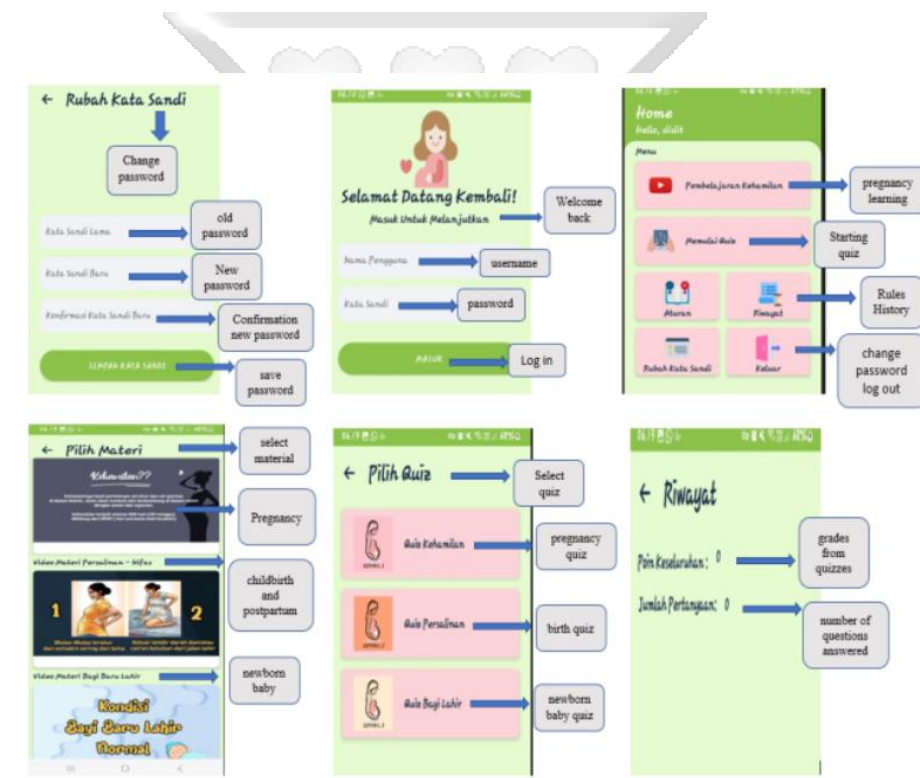 ← Rubah Kata Sandi
Change
password
Kata Sandi Lama
old
password
Kata Sandi Baru
New
password
Konfirmasi Kata Sandi Baru
Confirmation
new password
SIMPAN KATA SANDI
save
password
Selamat Datang Kembali!
Masuk Untuk Melanjutkan
Welcome
back
Nama Pengguna
username
Kata Sandi
password
MASUK
Log in
Home
Hello, didit
Menu
Pembelajaran Kehamilan
pregnancy
learning
Memulai Quiz
Starting
quiz
Aturan
Riwayat
Rules
History
Rubah Kata Sandi
Keluar
change
password
log out
← Pilih Materi
select
material
Kehamilan??
Pregnancy
Video Materi Persalinan - Nifas
childbirth
and
postpartum
1
2
Video Materi Bayi Baru Lahir
newborn
baby
Kondisi
Bayi Baru Lahir
Normal
← Pilih Quiz
Select
quiz
Quiz Kehamilan
pregnancy
quiz
Quiz Persalinan
birth quiz
Quiz Bayi Lahir
newborn
baby quiz
← Riwayat
Poin Keseluruhan: 0
grades
from
quizzes
Jumlah Pertanyaan: 0
number of
questions
answered